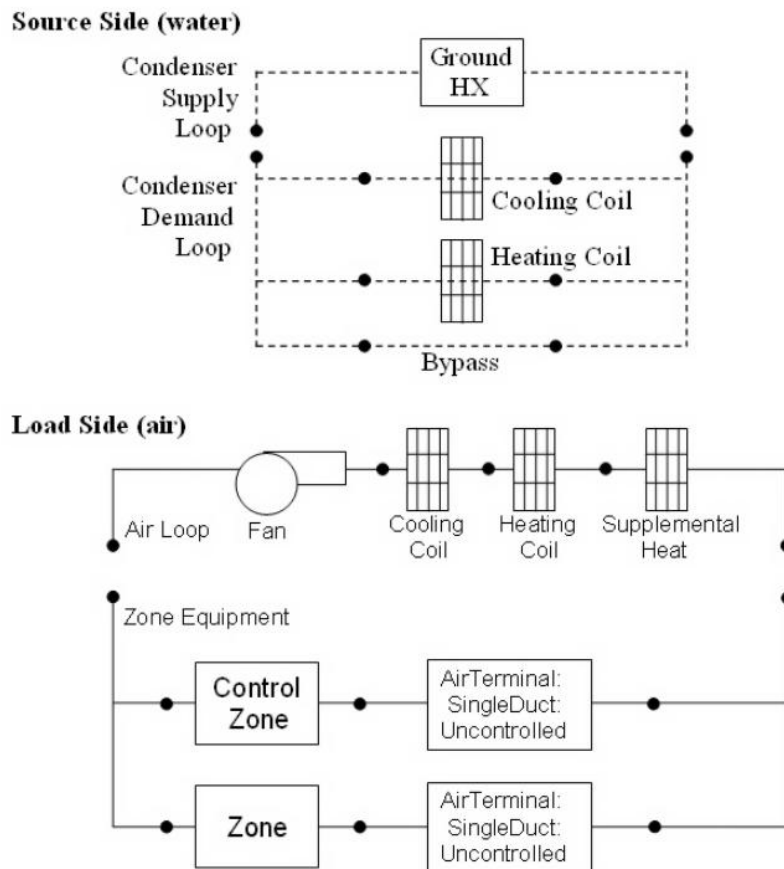 Source Side (water)
Condenser
Supply
Loop
Ground
HX
Condenser
Demand
Loop
Cooling Coil
Heating Coil
Bypass
Load Side (air)
Air Loop
Fan
Cooling
Coil
Heating
Coil
Supplemental
Heat
Zone Equipment
Control
Zone
AirTerminal:
SingleDuct:
Uncontrolled
Zone
AirTerminal:
SingleDuct:
Uncontrolled